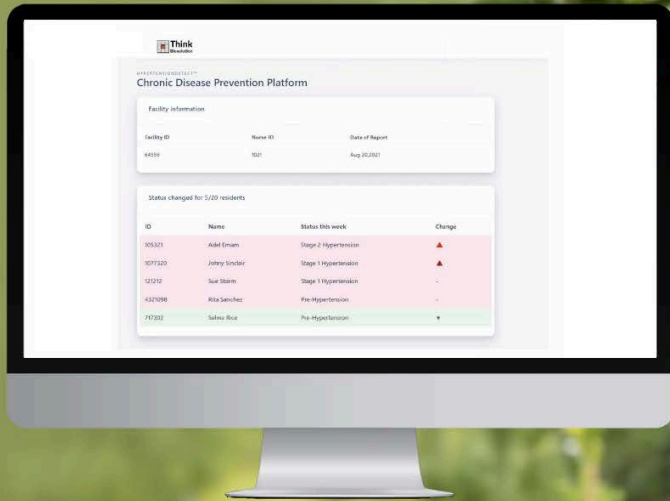 Think
Biosolution
HYPERTENSIONDETECT™
Chronic Disease Prevention Platform
Facility information
Facility ID Name ID Date of Report
64559 1021 Aug 20,2021
Status changed for 5/20 residents
ID Name Status this week Change
105321 Adel Emam Stage 2 Hypertension ▲
1077320 Johny Sinclair Stage 1 Hypertension ▲
121212 Sue Storm Stage 1 Hypertension -
4321098 Rita Sanchez Pre-Hypertension -
717202 Salma Rice Pre-Hypertension ▼